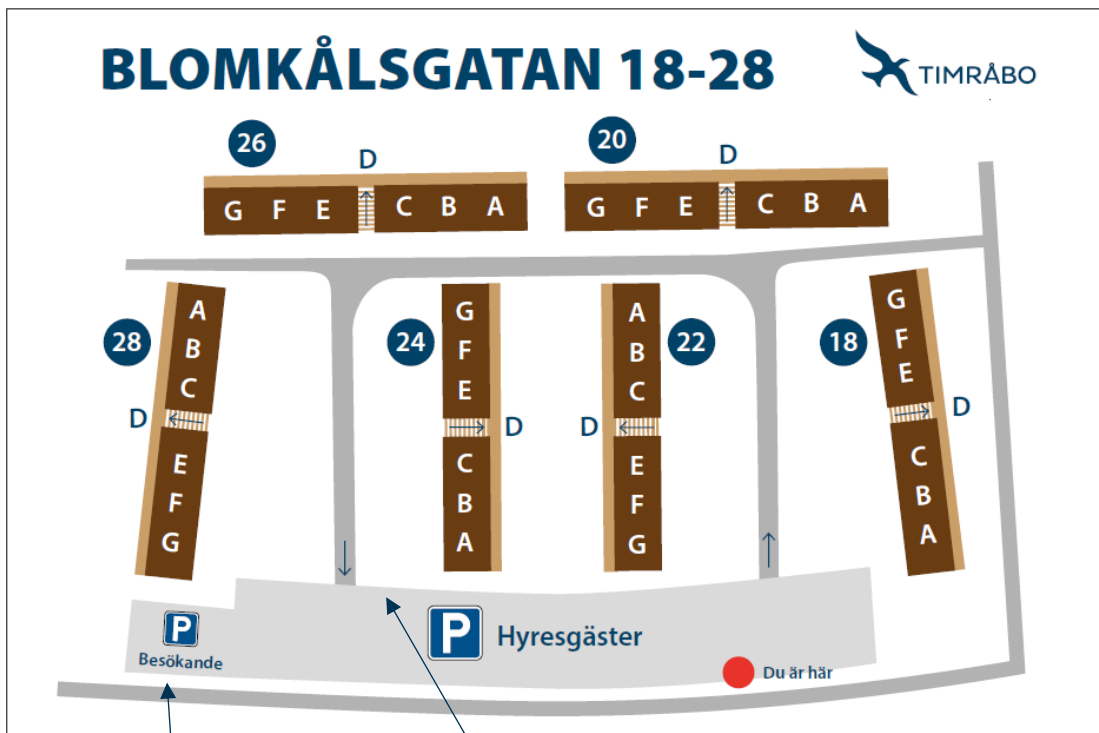 BLOMKÅLSGATAN 18-28
TIMRÅBO
26
D
G F E C B A
20
D
G F E C B A
28
A
B
C
D
E
F
G
24
G
F
E
D
C
B
A
22
A
B
C
D
E
F
G
18
G
F
E
D
C
B
A
P
Besökande
P Hyresgäster
Du är här